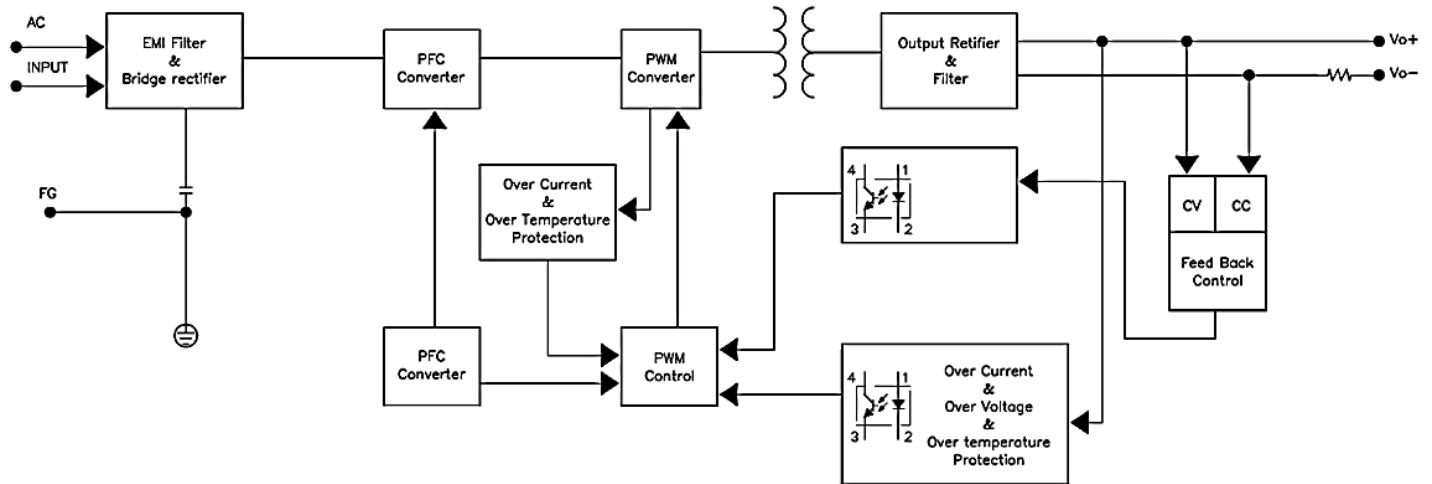 AC
INPUT
EMI Filter
&
Bridge rectifier
FG
PFC
Converter
PWM
Converter
Output Retifier
&
Filter
Vo+
Vo−
Over Current
&
Over Temperature
Protection
4 1
3 2
CV CC
Feed Back
Control
PFC
Converter
PWM
Control
4 1
3 2
Over Current
&
Over Voltage
&
Over temperature
Protection